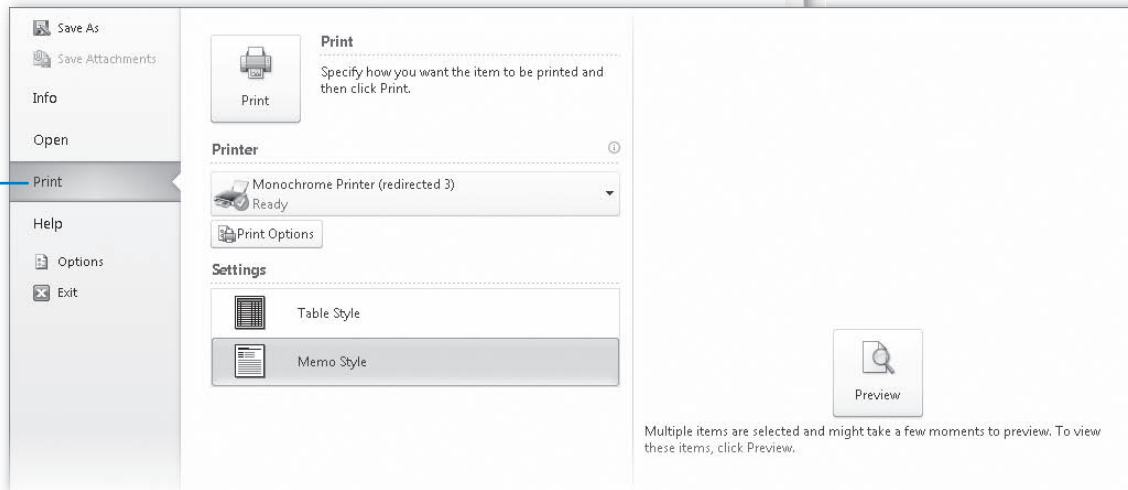 Save As
Save Attachments
Info
Open
Print
Help
Options
Exit
Print
Print
Specify how you want the item to be printed and
then click Print.
Printer
Monochrome Printer (redirected 3)
Ready
Print Options
Settings
Table Style
Memo Style
Preview
Multiple items are selected and might take a few moments to preview. To view
these items, click Preview.